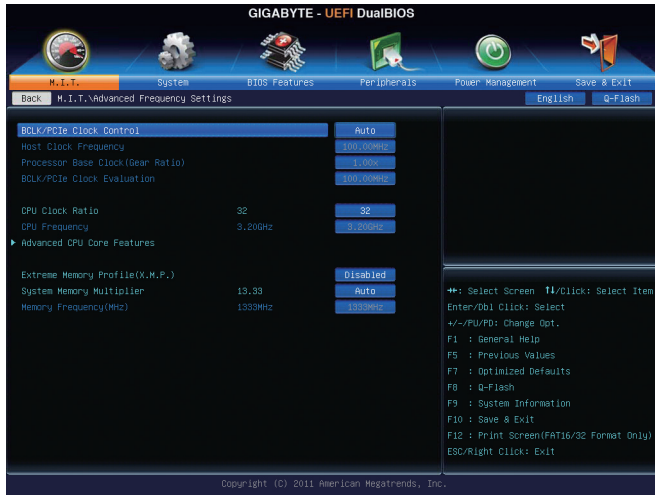 GIGABYTE - UEFI DualBIOS
M.I.T. System BIOS Features Peripherals Power Management Save & Exit
Back M.I.T.\Advanced Frequency Settings English Q-Flash
BCLK/PCIe Clock Control Auto
Host Clock Frequency 100.00MHz
Processor Base Clock(Gear Ratio) 1.00x
BCLK/PCIe Clock Evaluation 100.00MHz
CPU Clock Ratio 32 32
CPU Frequency 3.20GHz 3.20GHz
Advanced CPU Core Features
Extreme Memory Profile(X.M.P.) Disabled
System Memory Multiplier 13.33 Auto
Memory Frequency(MHz) 1333MHz 1333MHz
→←: Select Screen ↑↓/Click: Select Item
Enter/Dbl Click: Select
+/-/PU/PD: Change Opt.
F1 : General Help
F5 : Previous Values
F7 : Optimized Defaults
F8 : Q-Flash
F9 : System Information
F10 : Save & Exit
F12 : Print Screen(FAT16/32 Format Only)
ESC/Right Click: Exit
Copyright (C) 2011 American Megatrends, Inc.